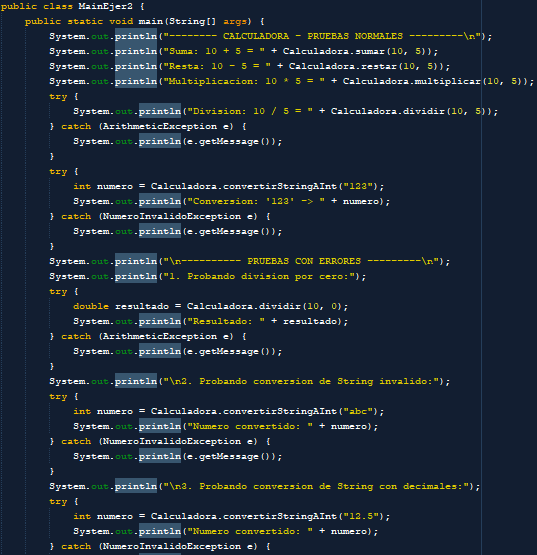 public class MainEjer2 {
public static void main(String[] args) {
System.out.println("-------- CALCULADORA - PRUEBAS NORMALES ---------\n");
System.out.println("Suma: 10 + 5 = " + Calculadora.sumar(10, 5));
System.out.println("Resta: 10 - 5 = " + Calculadora.restar(10, 5));
System.out.println("Multiplicacion: 10 * 5 = " + Calculadora.multiplicar(10, 5));
try {
System.out.println("Division: 10 / 5 = " + Calculadora.dividir(10, 5));
} catch (ArithmeticException e) {
System.out.println(e.getMessage());
}
try {
int numero = Calculadora.convertirStringAInt("123");
System.out.println("Conversion: '123' -> " + numero);
} catch (NumeroInvalidoException e) {
System.out.println(e.getMessage());
}
System.out.println("\n---------- PRUEBAS CON ERRORES ---------\n");
System.out.println("1. Probando division por cero:");
try {
double resultado = Calculadora.dividir(10, 0);
System.out.println("Resultado: " + resultado);
} catch (ArithmeticException e) {
System.out.println(e.getMessage());
}
System.out.println("\n2. Probando conversion de String invalido:");
try {
int numero = Calculadora.convertirStringAInt("abc");
System.out.println("Numero convertido: " + numero);
} catch (NumeroInvalidoException e) {
System.out.println(e.getMessage());
}
System.out.println("\n3. Probando conversion de String con decimales:");
try {
int numero = Calculadora.convertirStringAInt("12.5");
System.out.println("Numero convertido: " + numero);
} catch (NumeroInvalidoException e) {